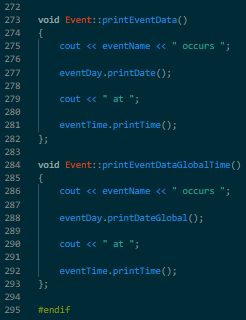 272
273 void Event::printEventData()
274 {
275 cout << eventName << " occurs ";
276
277 eventDay.printDate();
278
279 cout << " at ";
280
281 eventTime.printTime();
282 };
283
284 void Event::printEventDataGlobalTime()
285 {
286 cout << eventName << " occurs ";
287
288 eventDay.printDateGlobal();
289
290 cout << " at ";
291
292 eventTime.printTime();
293 };
294
295 #endif